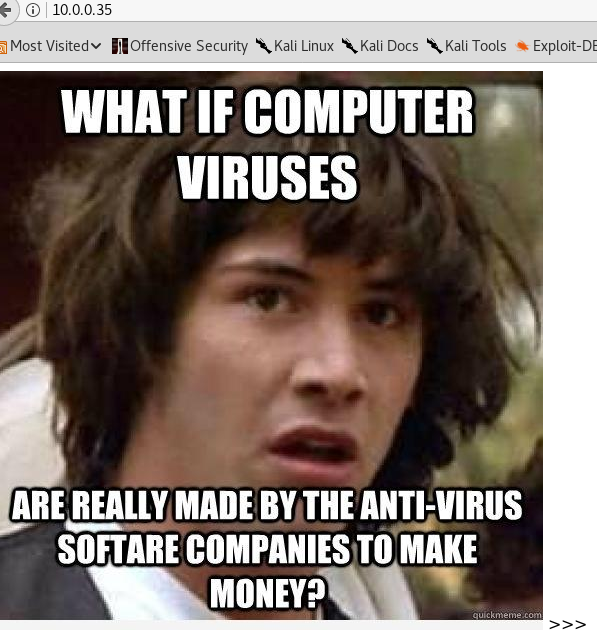 10.0.0.35
Most Visited Offensive Security Kali Linux Kali Docs Kali Tools Exploit-DE
WHAT IF COMPUTER
VIRUSES
ARE REALLY MADE BY THE ANTI-VIRUS
SOFTARE COMPANIES TO MAKE
MONEY?
quickmeme.com
>>>